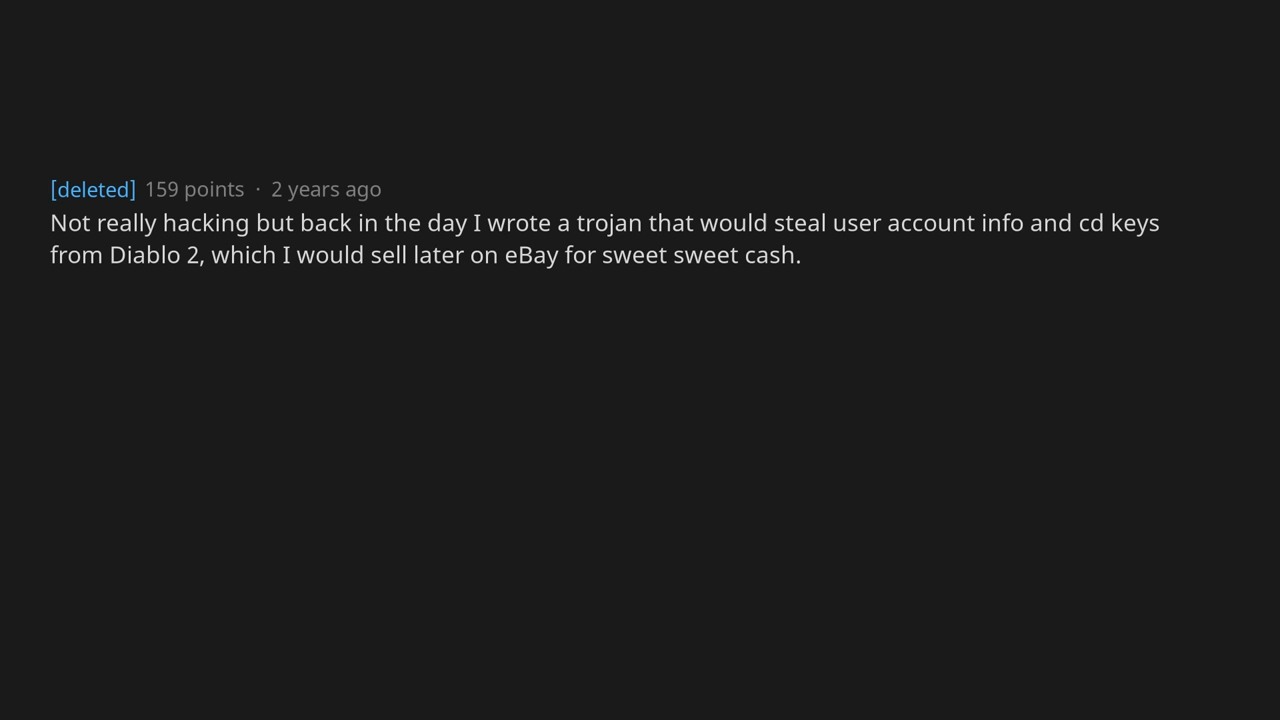 [deleted] 159 points · 2 years ago
Not really hacking but back in the day I wrote a trojan that would steal user account info and cd keys
from Diablo 2, which I would sell later on eBay for sweet sweet cash.